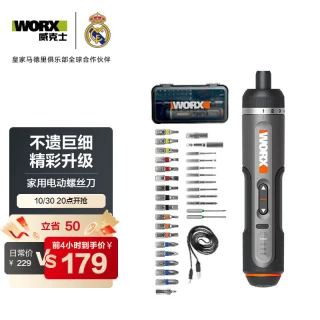 WORX
威克士
皇家马德里俱乐部全球合作伙伴
WORX
不遗巨细
精彩升级
家用电动螺丝刀
10/30 20点开抢
立省 50
日常价
¥ 229
VS
前4小时到手价
$179
WORX